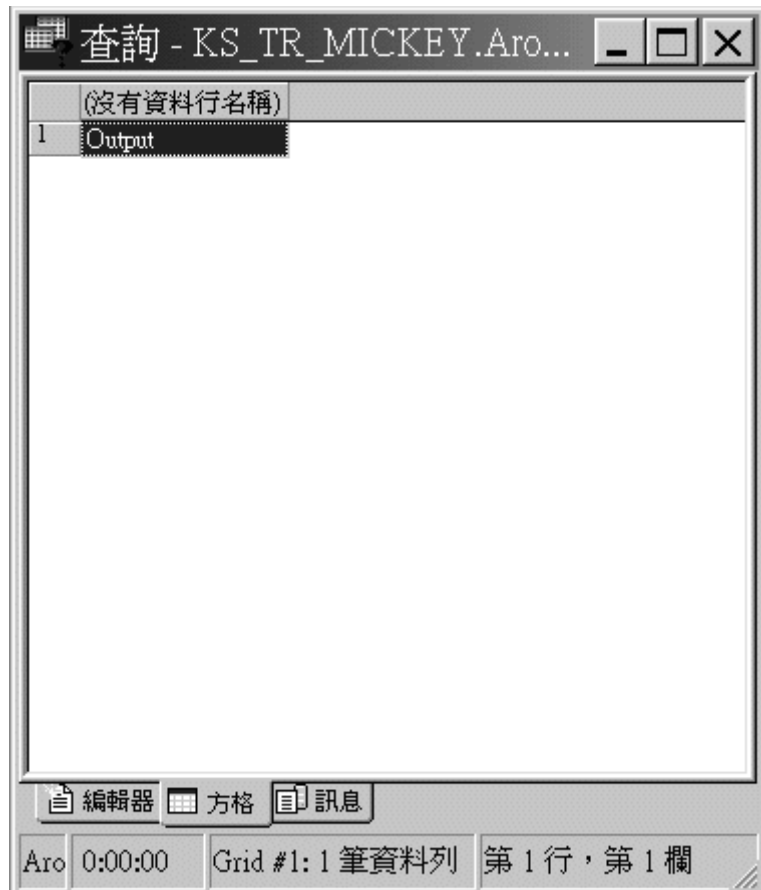 查詢 - KS_TR_MICKEY.Aro...
(沒有資料行名稱)
1 Output
編輯器 方格 訊息
Aro 0:00:00 Grid #1: 1 筆資料列 第 1 行，第 1 欄